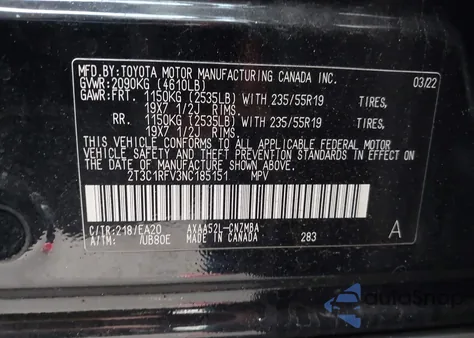 MFD.BY:TOYOTA MOTOR MANUFACTURING CANADA INC. 03/22
GVWR:2090KG (4610LB)
GAWR:FRT. 1150KG (2535LB) WITH 235/55R19 TIRES,
19X7 1/2J RIMS.
RR. 1150KG (2535LB) WITH 235/55R19 TIRES,
19X7 1/2J RIMS.
THIS VEHICLE CONFORMS TO ALL APPLICABLE FEDERAL MOTOR
VEHICLE SAFETY AND THEFT PREVENTION STANDARDS IN EFFECT
ON THE DATE OF MANUFACTURE SHOWN ABOVE.
2T3C1RFV3NC185151 MPV
C/TR:218/EA20 AXAA52L-CNZMBA A
A/TM: /UB80E MADE IN CANADA 283
AutoSnap